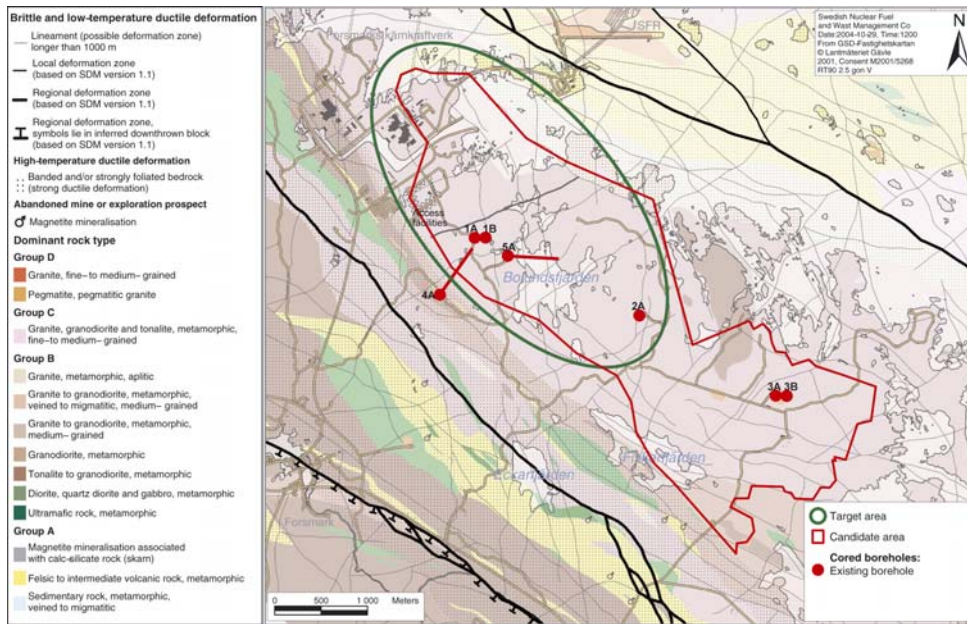 Brittle and low-temperature ductile deformation
Lineament (possible deformation zone)
longer than 1000 m
Local deformation zone
(based on SDM version 1.1)
Regional deformation zone
(based on SDM version 1.1)
Regional deformation zone,
symbols lie in inferred downthrown block
(based on SDM version 1.1)
High-temperature ductile deformation
Banded and/or strongly foliated bedrock
(strong ductile deformation)
Abandoned mine or exploration prospect
Magnetite mineralisation
Dominant rock type
Group D
Granite, fine– to medium– grained
Pegmatite, pegmatitic granite
Group C
Granite, granodiorite and tonalite, metamorphic,
fine–to medium– grained
Group B
Granite, metamorphic, aplitic
Granite to granodiorite, metamorphic,
veined to migmatitic, medium– grained
Granite to granodiorite, metamorphic,
medium– grained
Granodiorite, metamorphic
Tonalite to granodiorite, metamorphic
Diorite, quartz diorite and gabbro, metamorphic
Ultramafic rock, metamorphic
Group A
Magnetite mineralisation associated
with calc-silicate rock (skarn)
Felsic to intermediate volcanic rock, metamorphic
Sedimentary rock, metamorphic,
veined to migmatitic
SFR
Swedish Nuclear Fuel
and Wast Management Co
Date:2004-10-29, Time:1200
From GSD-Fastighetskartan
© Lantmäteriet Gävle
2001, Consent M2001/5268
RT90 2.5 gon V
N
Access
facilities
1A 1B
5A
Bolundsfjärden
4A
2A
3A 3B
Eckarfjärden
Forsmark
Target area
Candidate area
Cored boreholes:
Existing borehole
0 500 1 000 Meters